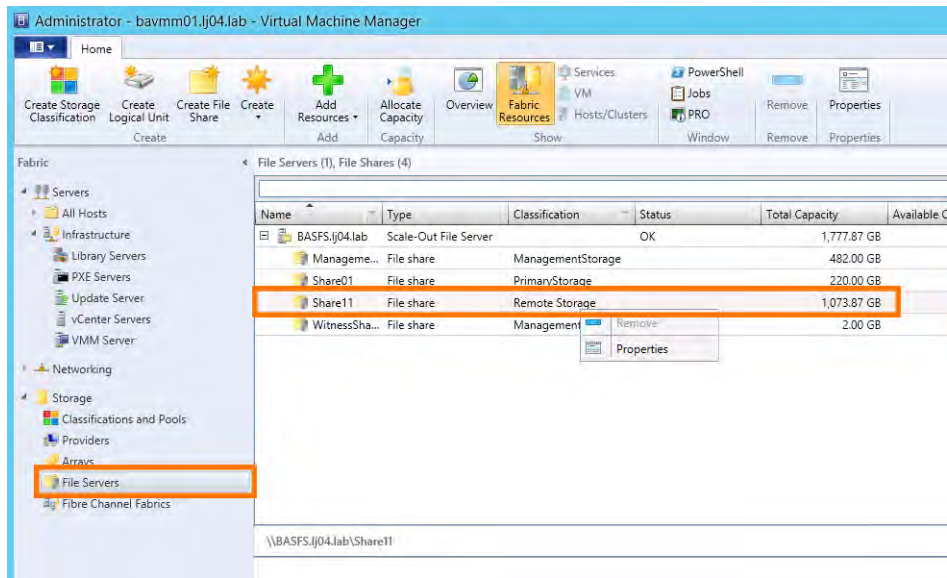 Administrator - bavmm01.lj04.lab - Virtual Machine Manager
Home
Create Storage Classification
Create Logical Unit
Create File Share
Create
Add Resources
Allocate Capacity
Overview
Fabric Resources
Services
VM
Hosts/Clusters
PowerShell
Jobs
PRO
Remove
Properties
Create
Add
Capacity
Show
Window
Remove
Properties
Fabric
File Servers (1), File Shares (4)
Servers
All Hosts
Infrastructure
Library Servers
PXE Servers
Update Server
vCenter Servers
VMM Server
Networking
Storage
Classifications and Pools
Providers
Arrays
File Servers
Fibre Channel Fabrics
Name Type Classification Status Total Capacity Available C
BASFS.lj04.lab Scale-Out File Server OK 1,777.87 GB
Manageme... File share ManagementStorage 482.00 GB
Share01 File share PrimaryStorage 220.00 GB
Share11 File share Remote Storage 1,073.87 GB
WitnessSha... File share Management 2.00 GB
Remove
Properties
\\BASFS.lj04.lab\Share11